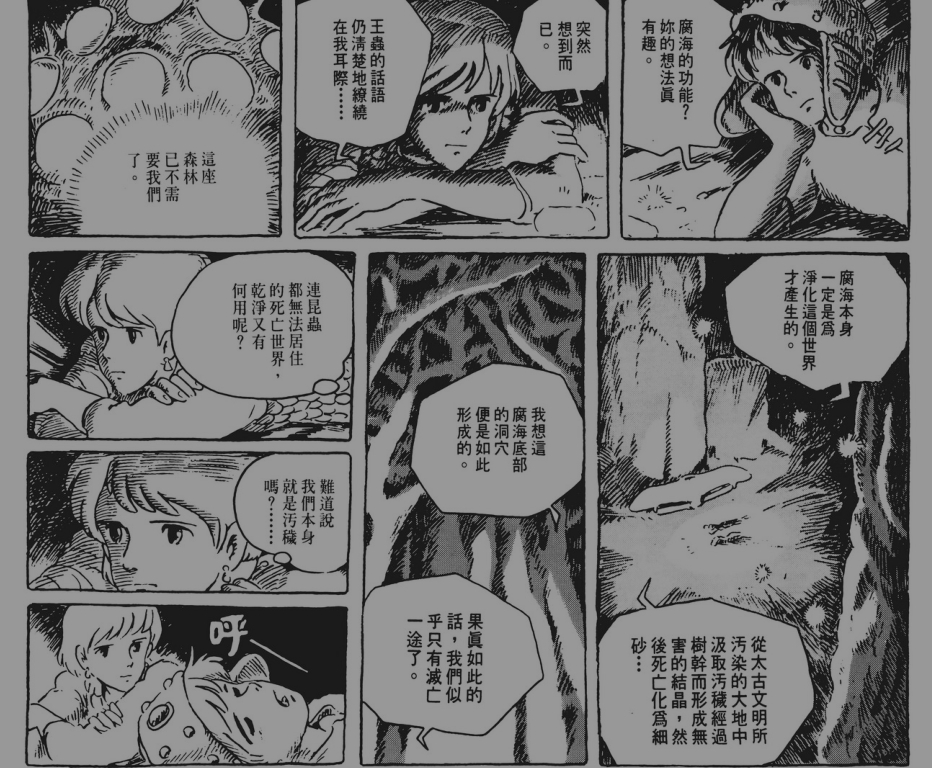 腐海的功能？
妳的想法眞
有趣。
突然
想到而
已。
王蟲的話語
仍淸楚地繚繞
在我耳際⋯⋯
這座
森林
已不需
要我們
了。
腐海本身
一定是爲
淨化這個世界
才產生的。
從太古文明所
汚染的大地中
汲取汚穢經過
樹幹而形成無
害的結晶，然
後死亡化爲細
砂⋯
我想這
腐海底部
的洞穴
便是如此
形成的。
果眞如此的
話，我們似
乎只有滅亡
一途了。
連昆蟲
都無法居住
的死亡世界，
乾淨又有
何用呢？
難道說
我們本身
就是汚穢
嗎？⋯⋯
呼